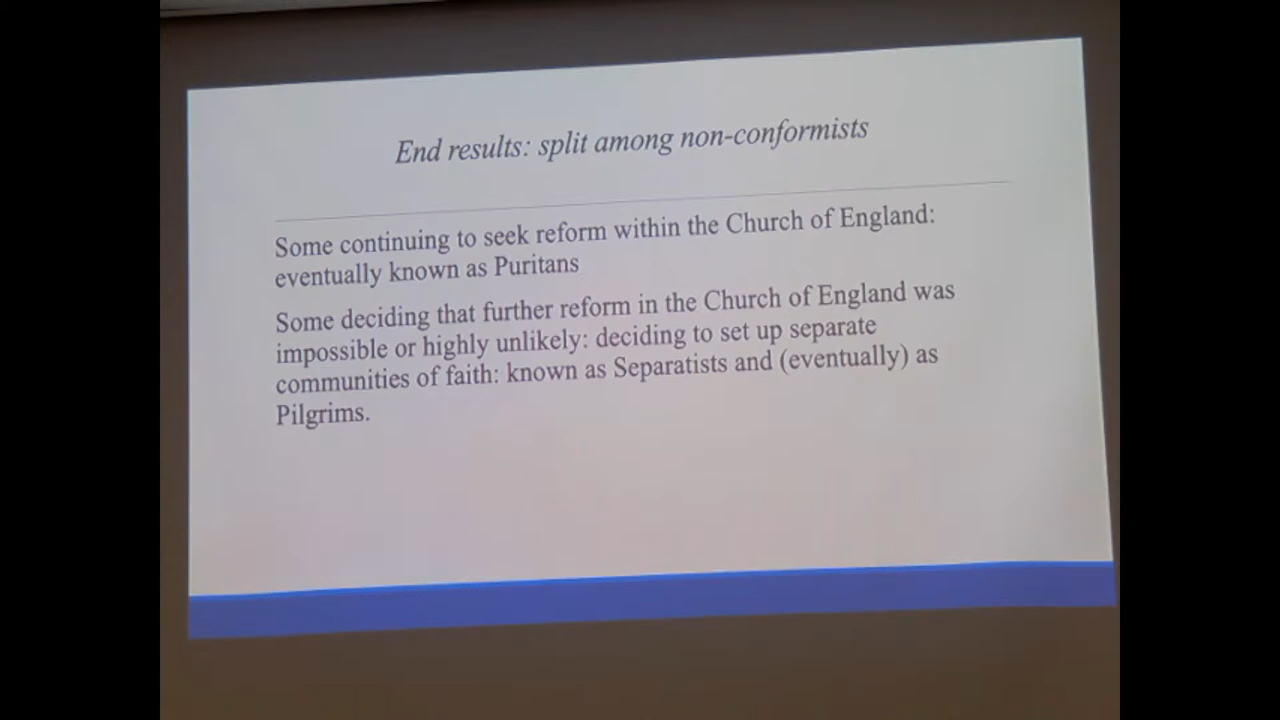 End results: split among non-conformists
Some continuing to seek reform within the Church of England:
eventually known as Puritans
Some deciding that further reform in the Church of England was
impossible or highly unlikely: deciding to set up separate
communities of faith: known as Separatists and (eventually) as
Pilgrims.